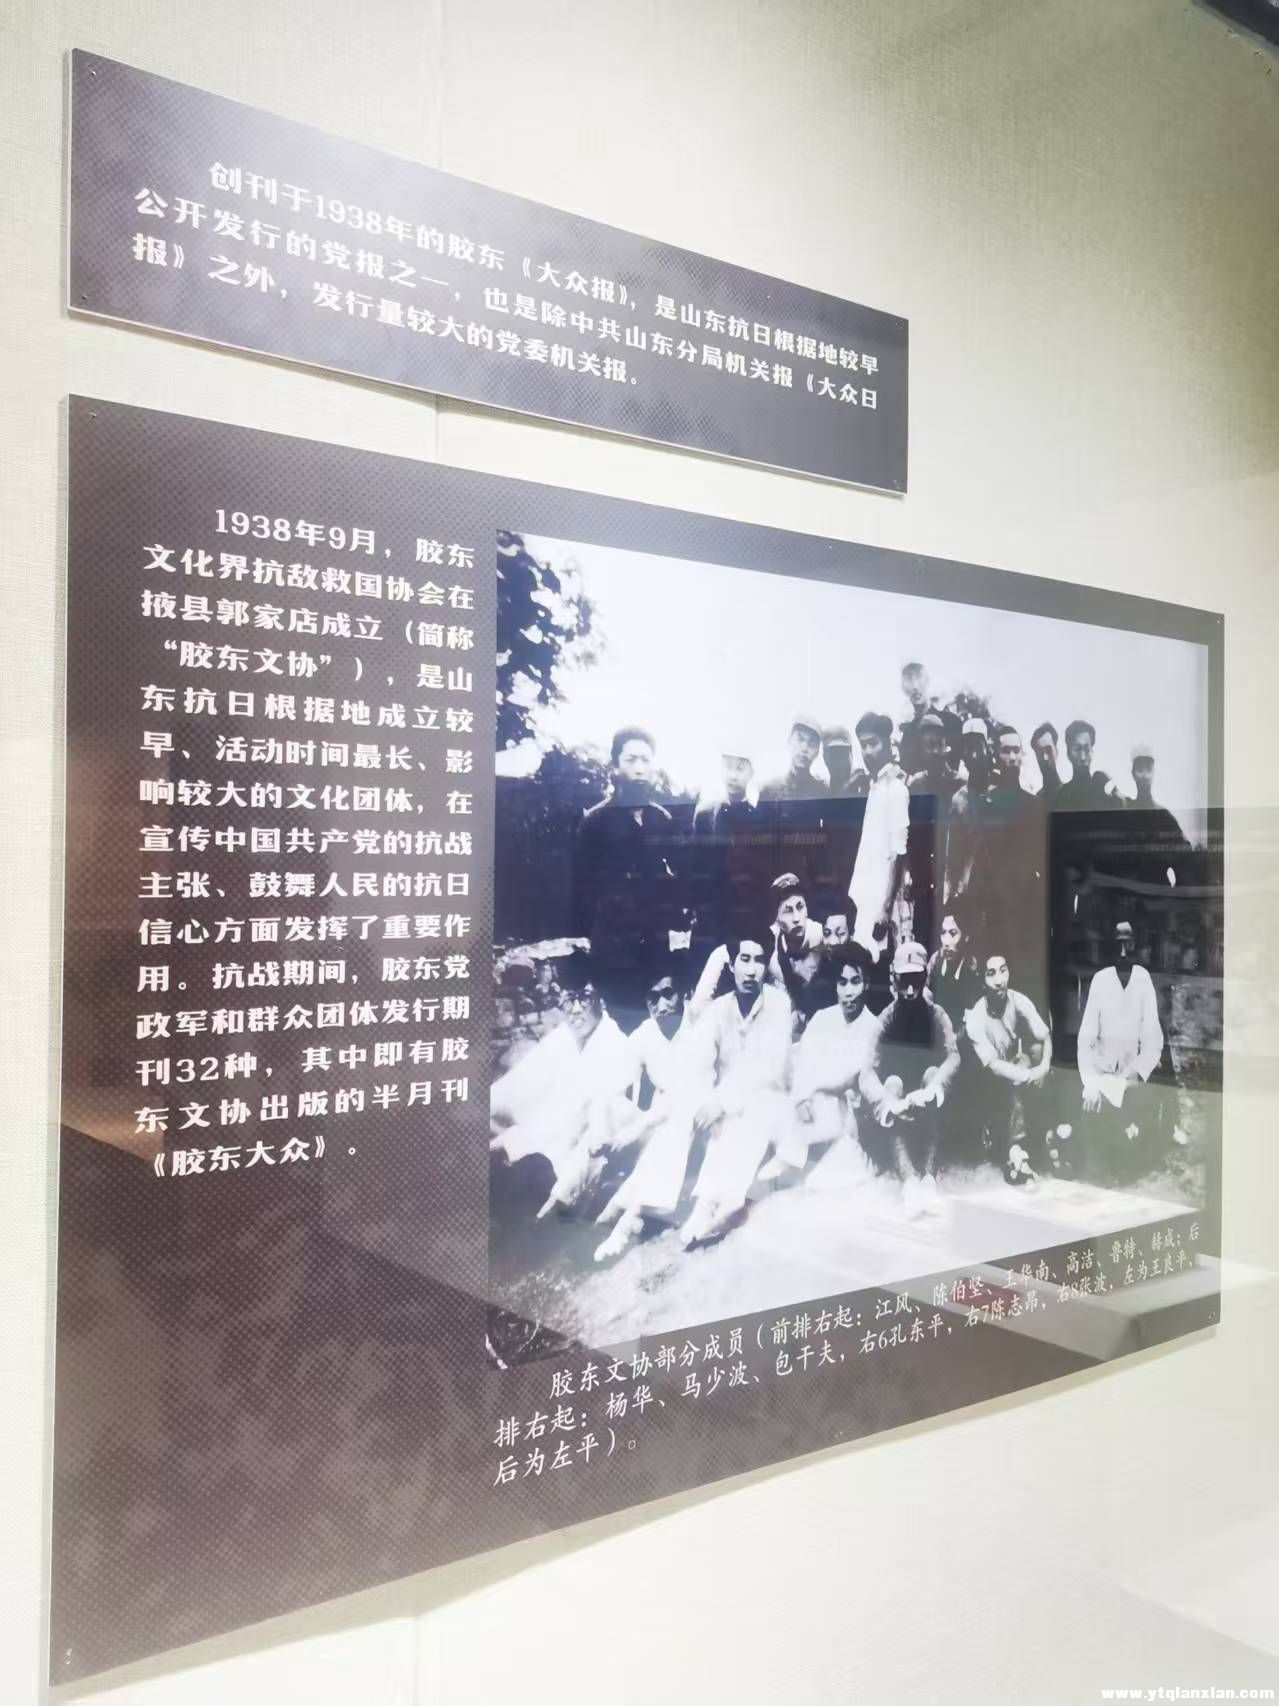 创刊于1938年的胶东《大众报》，是山东抗日根据地较早
公开发行的党报之一，也是除中共山东分局机关报《大众日
报》之外，发行量较大的党委机关报。
1938年9月，胶东
文化界抗敌救国协会在
掖县郭家店成立（简称
“胶东文协”），是山
东抗日根据地成立较
早、活动时间最长、影
响较大的文化团体，在
宣传中国共产党的抗战
主张、鼓舞人民的抗日
信心方面发挥了重要作
用。抗战期间，胶东党
政军和群众团体发行期
刊32种，其中即有胶
东文协出版的半月刊
《胶东大众》。
胶东文协部分成员（前排右起：江风、陈伯坚、王华南、高洁、鲁特、赫成；后
排右起：杨华、马少波、包干夫，右6孔东平，右7陈志昂，右8张波，左为王良平、
后为左平）。
www.ytqianxian.com